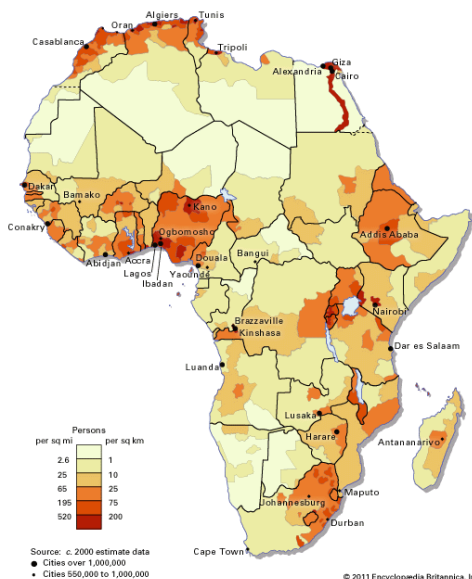 Algiers
Tunis
Oran
Casablanca
Tripoli
Giza
Alexandria
Cairo
Dakar
Bamako
Kano
Conakry
Ogbomosho
Addis Ababa
Douala
Bangui
Abidjan
Accra
Lagos
Yaoundé
Ibadan
Nairobi
Brazzaville
Kinshasa
Dar es Salaam
Luanda
Lusaka
Harare
Antananarivo
Johannesburg
Maputo
Durban
Cape Town
Persons
per sq mi per sq km
2.6 1
25 10
65 25
195 75
520 200
Source: c. 2000 estimate data
Cities over 1,000,000
Cities 550,000 to 1,000,000
© 2011 Encyclopædia Britannica, Inc